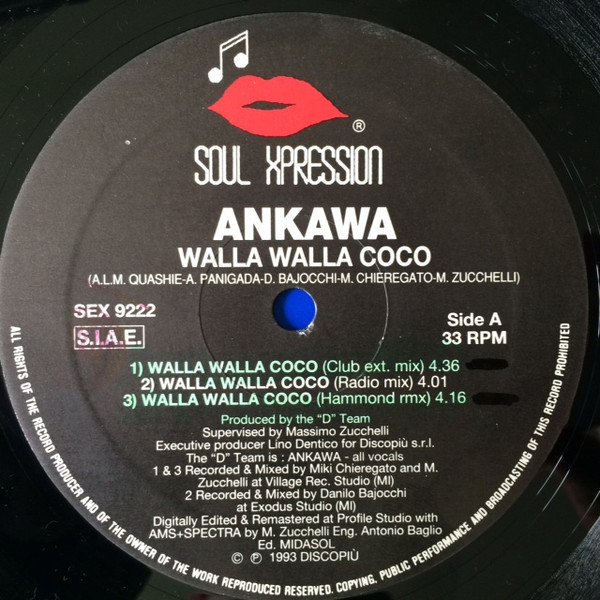 ®
SOUL XPRESSION
ANKAWA
WALLA WALLA COCO
(A.L.M. QUASHIE-A. PANIGADA-D. BAJOCCHI-M. CHIEREGATO-M. ZUCCHELLI)
SEX 9222
S.I.A.E.
Side A
33 RPM
1) WALLA WALLA COCO (Club ext. mix) 4.36
2) WALLA WALLA COCO (Radio mix) 4.01
3) WALLA WALLA COCO (Hammond rmx) 4.16
Produced by the "D" Team
Supervised by Massimo Zucchelli
Executive producer Lino Dentico for Discopiù s.r.l.
The "D" Team is : ANKAWA - all vocals
1 & 3 Recorded & Mixed by Miki Chieregato and M.
Zucchelli at Village Rec. Studio (MI)
2 Recorded & Mixed by Danilo Bajocchi
at Exodus Studio (MI)
Digitally Edited & Remastered at Profile Studio with
AMS+SPECTRA by M. Zucchelli Eng. Antonio Baglio
Ed. MIDASOL
© ℗ 1993 DISCOPIÙ
ALL RIGHTS OF THE RECORD PRODUCER AND OF THE OWNER OF THE WORK REPRODUCED RESERVED. COPYING, PUBLIC PERFORMANCE AND BROADCASTING OF THIS RECORD PROHIBITED